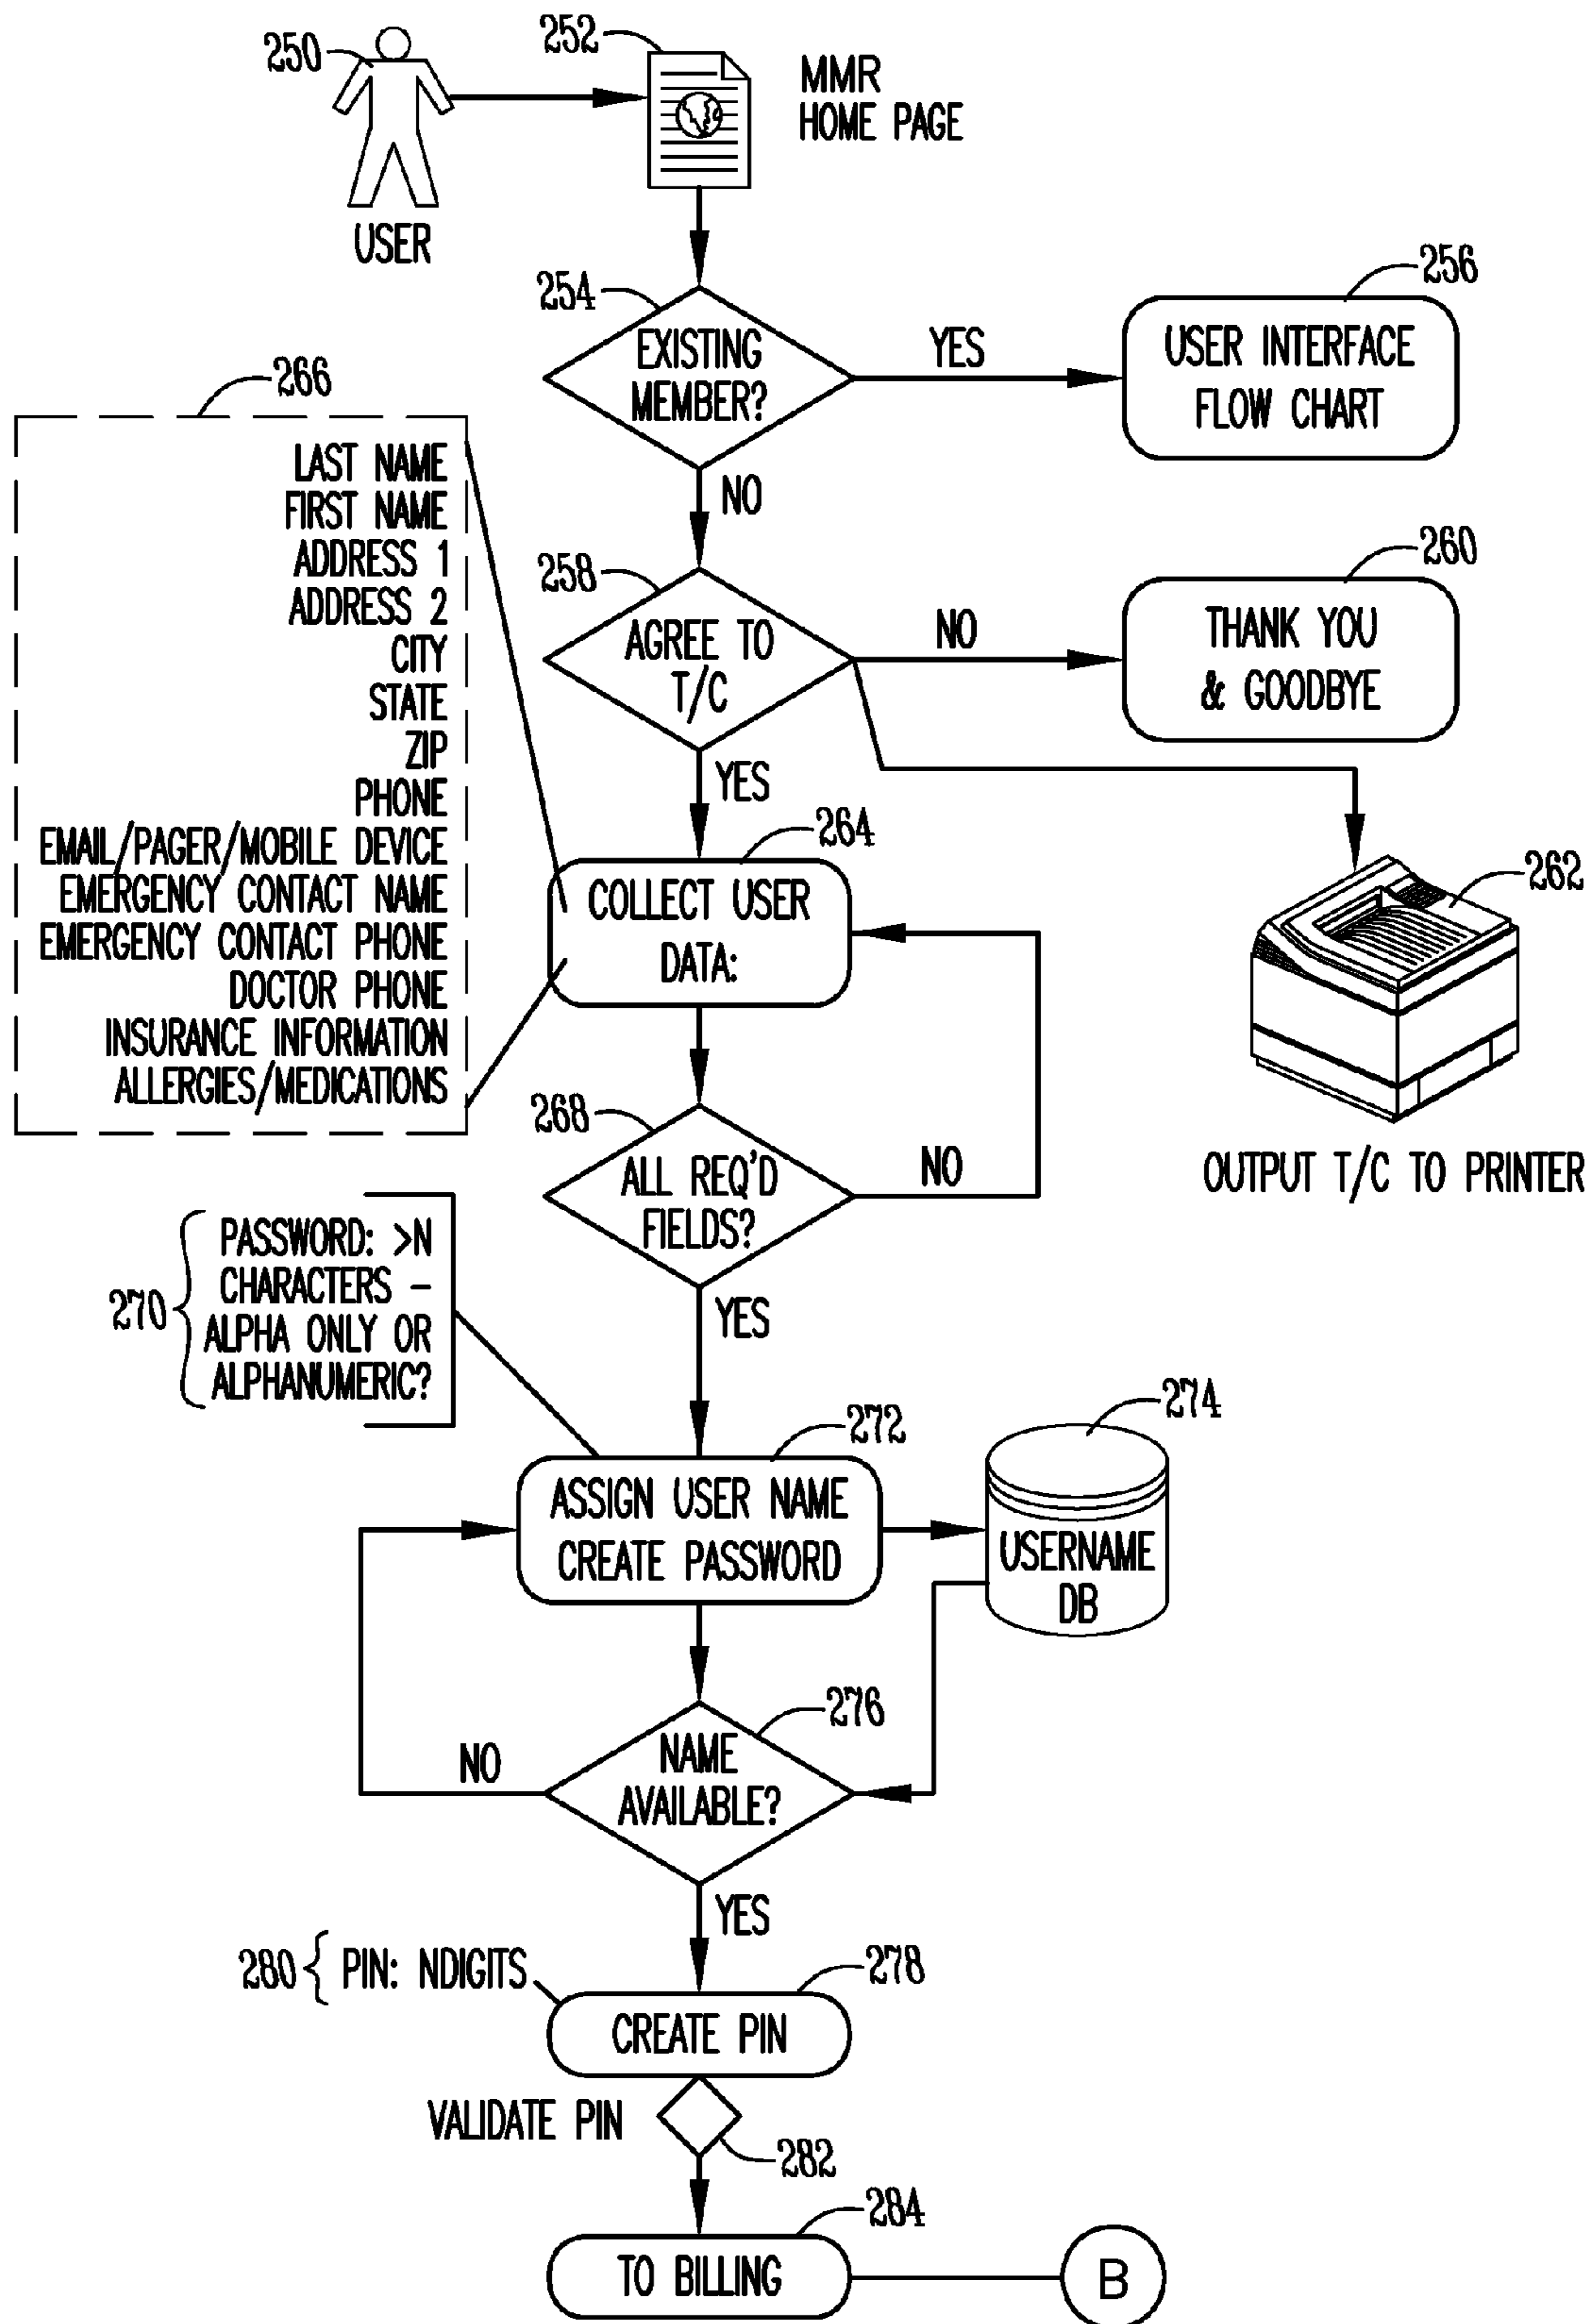 250
252
MMR
HOME PAGE
USER
254
EXISTING
MEMBER?
YES
256
USER INTERFACE
FLOW CHART
NO
266
LAST NAME
FIRST NAME
ADDRESS 1
ADDRESS 2
CITY
STATE
ZIP
PHONE
EMAIL/PAGER/MOBILE DEVICE
EMERGENCY CONTACT NAME
EMERGENCY CONTACT PHONE
DOCTOR PHONE
INSURANCE INFORMATION
ALLERGIES/MEDICATIONS
258
AGREE TO
T/C
NO
260
THANK YOU
& GOODBYE
YES
264
COLLECT USER
DATA:
262
OUTPUT T/C TO PRINTER
268
ALL REQ'D
FIELDS?
NO
YES
270
PASSWORD: >N
CHARACTERS –
ALPHA ONLY OR
ALPHANUMERIC?
272
ASSIGN USER NAME
CREATE PASSWORD
274
USERNAME
DB
276
NAME
AVAILABLE?
NO
YES
280
PIN: NDIGITS
278
CREATE PIN
VALIDATE PIN
282
284
TO BILLING
B